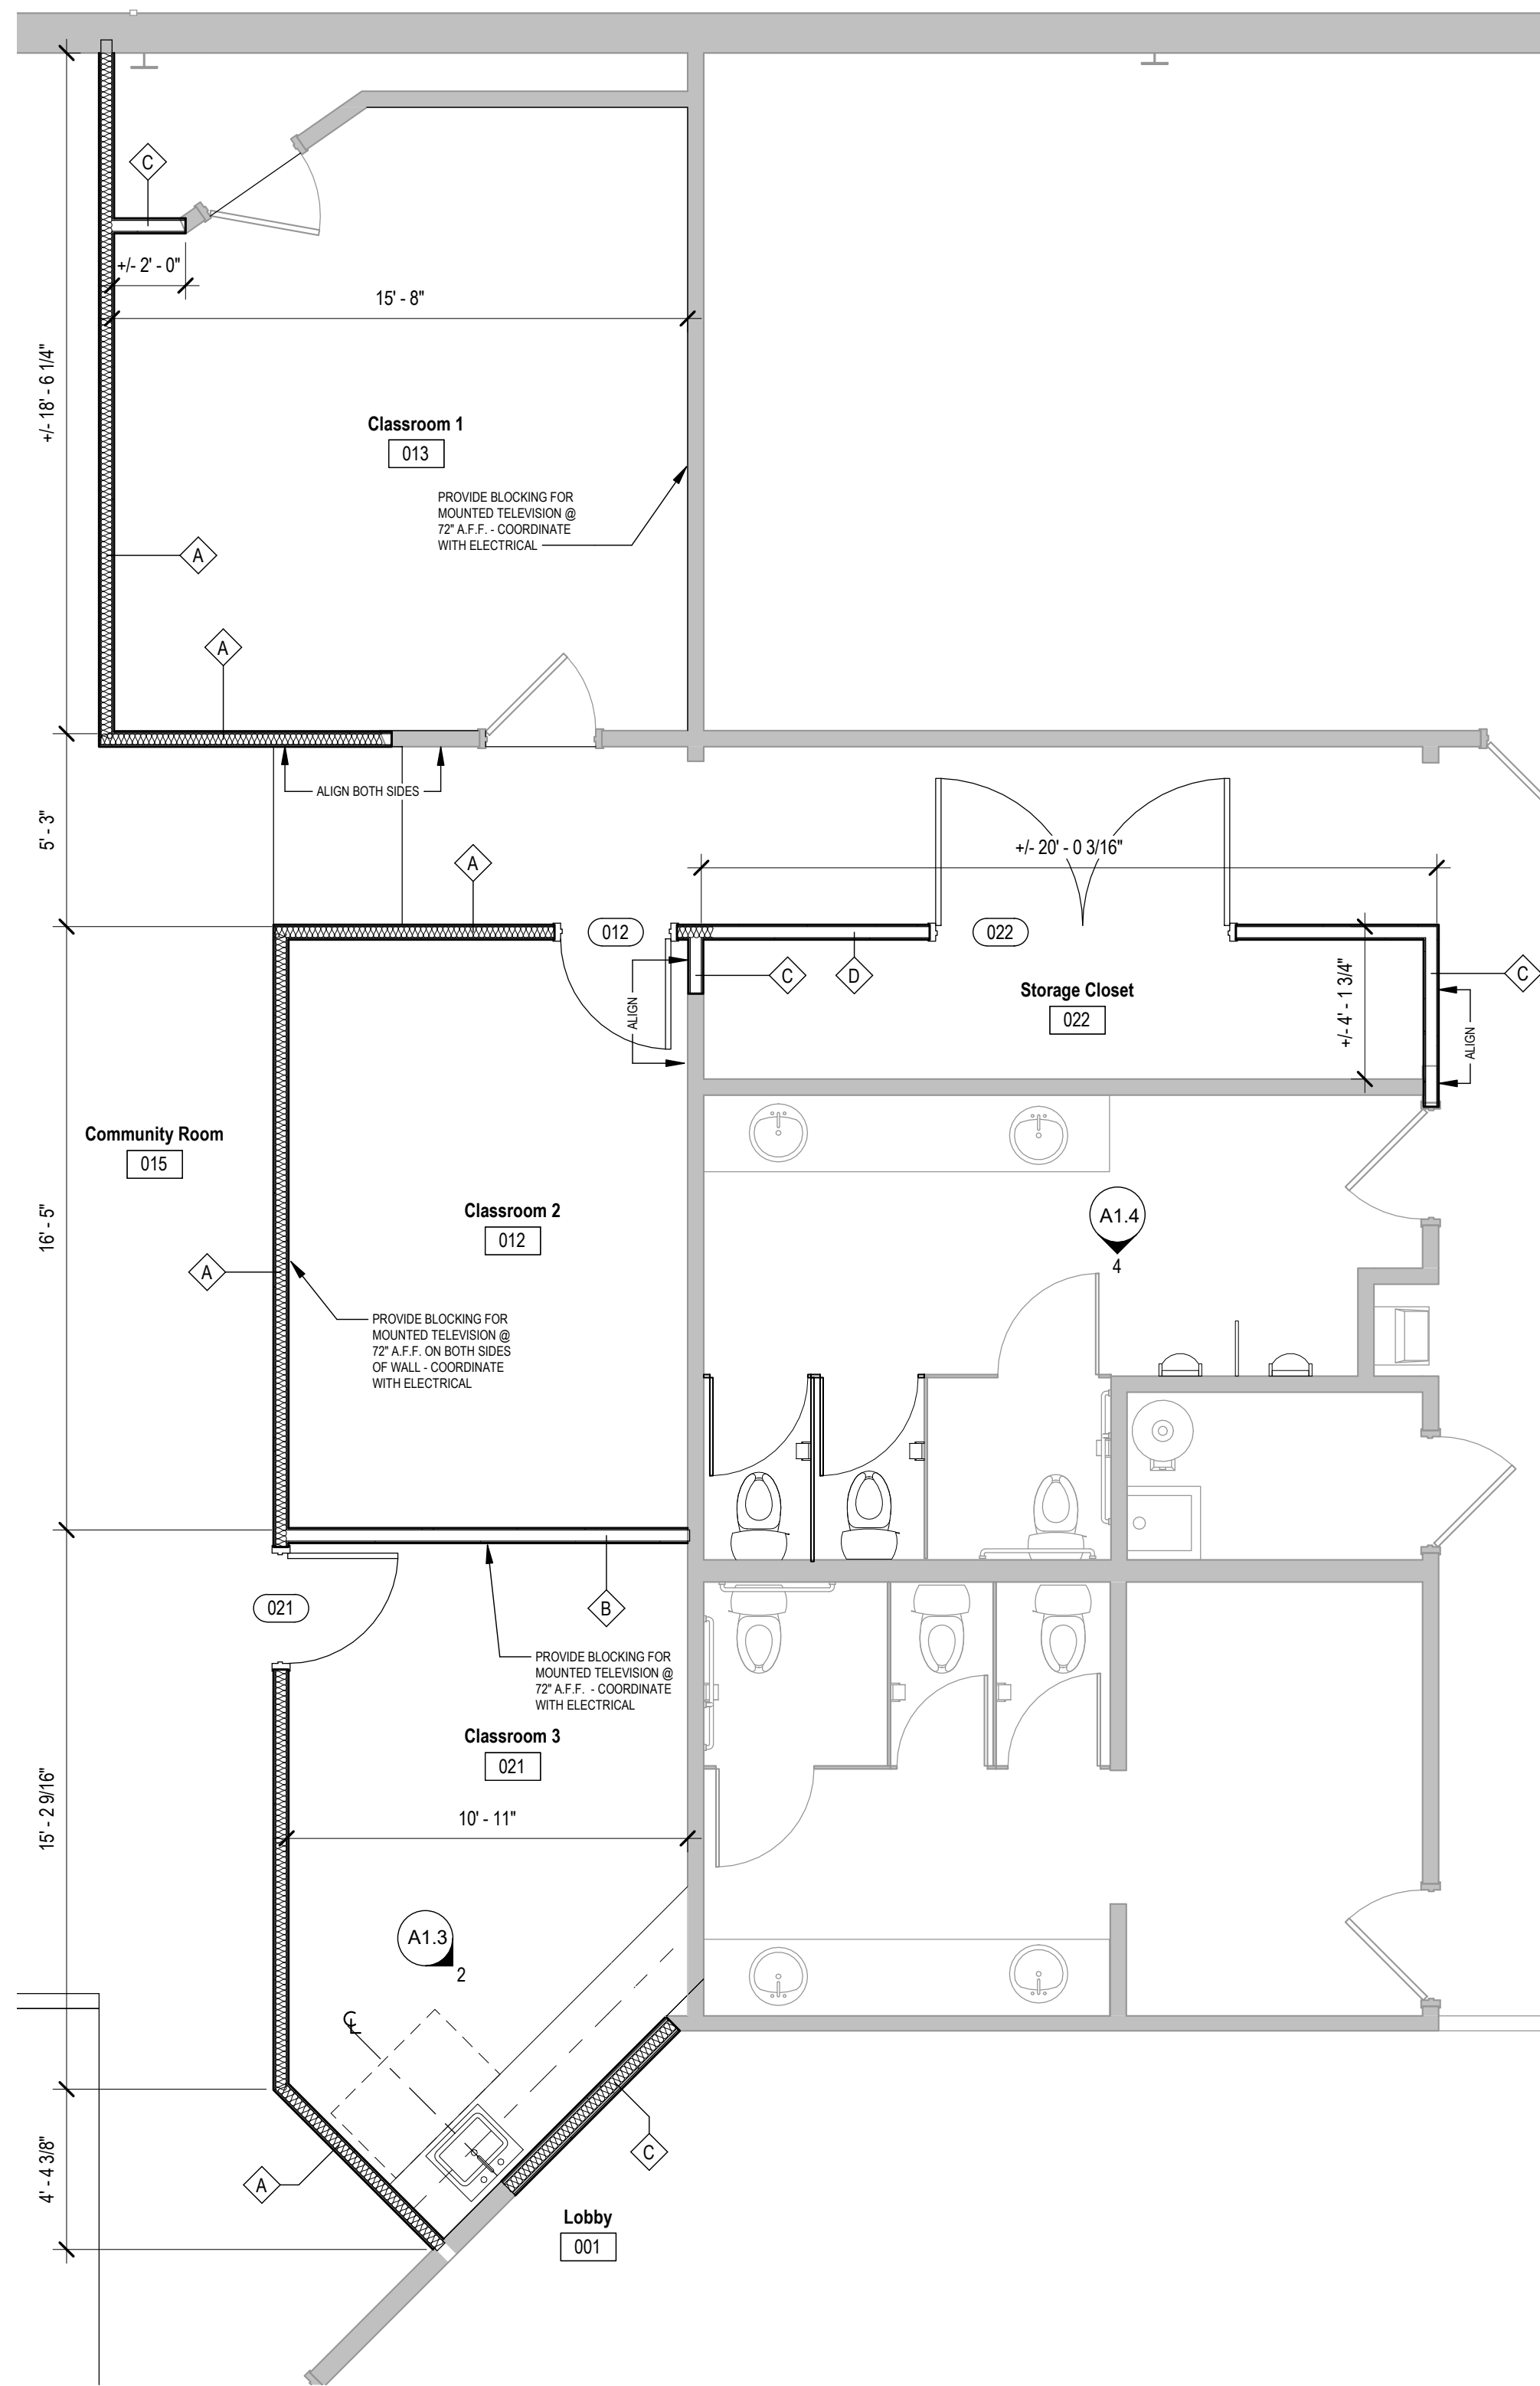 C
+/- 2' - 0"
15' - 8"
+/- 18' - 6 1/4"
Classroom 1
013
PROVIDE BLOCKING FOR
MOUNTED TELEVISION @
72" A.F.F. - COORDINATE
WITH ELECTRICAL
A
A
ALIGN BOTH SIDES
5' - 3"
+/- 20' - 0 3/16"
A
012
022
C
D
C
Storage Closet
022
+/- 4' - 1 3/4"
ALIGN
ALIGN
Community Room
015
16' - 5"
Classroom 2
012
A1.4
4
A
PROVIDE BLOCKING FOR
MOUNTED TELEVISION @
72" A.F.F. ON BOTH SIDES
OF WALL - COORDINATE
WITH ELECTRICAL
021
B
PROVIDE BLOCKING FOR
MOUNTED TELEVISION @
72" A.F.F. - COORDINATE
WITH ELECTRICAL
Classroom 3
021
15' - 2 9/16"
10' - 11"
A1.3
2
CL
4' - 4 3/8"
C
A
Lobby
001